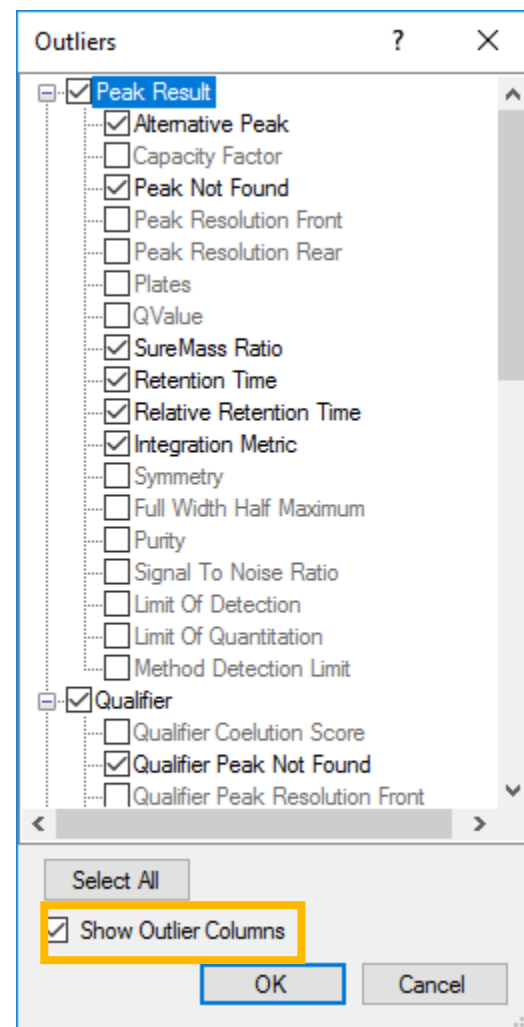 Outliers ?
Peak Result
Alternative Peak
Capacity Factor
Peak Not Found
Peak Resolution Front
Peak Resolution Rear
Plates
QValue
SureMass Ratio
Retention Time
Relative Retention Time
Integration Metric
Symmetry
Full Width Half Maximum
Purity
Signal To Noise Ratio
Limit Of Detection
Limit Of Quantitation
Method Detection Limit
Qualifier
Qualifier Coelution Score
Qualifier Peak Not Found
Qualifier Peak Resolution Front
Select All
Show Outlier Columns
OK Cancel